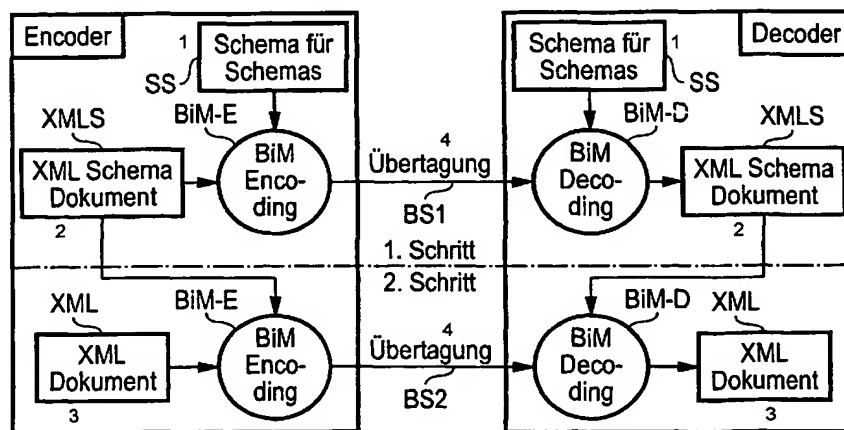 Encoder
1
Schema für
Schemas
SS
BiM-E
XMLS
XML Schema
Dokument
2
BiM
Enco-
ding
4
Übertagung
BS1
1
Schema für
Schemas
Decoder
SS
BiM-D
XMLS
BiM
Deco-
ding
XML Schema
Dokument
2
1. Schritt
2. Schritt
XML
BiM-E
XML
Dokument
3
BiM
Enco-
ding
4
Übertagung
BS2
BiM-D
XML
BiM
Deco-
ding
XML
Dokument
3